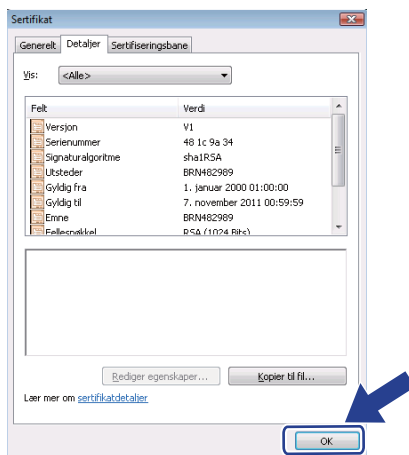 Sertifikat
Generelt Detaljer Sertifiseringsbane
Vis: <Alle>
Felt Verdi
Versjon V1
Serienummer 48 1c 9a 34
Signaturalgoritme sha1RSA
Utsteder BRN482989
Gyldig fra 1. januar 2000 01:00:00
Gyldig til 7. november 2011 00:59:59
Emne BRN482989
Fellesnøkkel RSA (1024 Bits)
Rediger egenskaper... Kopier til fil...
Lær mer om sertifikatdetaljer
OK